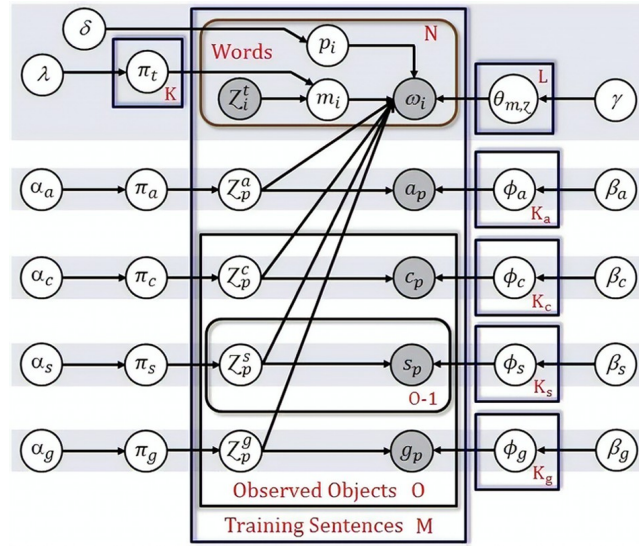 δ p_i N
Words
λ π_t K Z_i^t m_i ω_i θ_{m,z} L γ
α_a π_a Z_p^a a_p ϕ_a K_a β_a
α_c π_c Z_p^c c_p ϕ_c K_c β_c
α_s π_s Z_p^s s_p ϕ_s K_s β_s
O-1
α_g π_g Z_p^g g_p ϕ_g K_g β_g
Observed Objects O
Training Sentences M